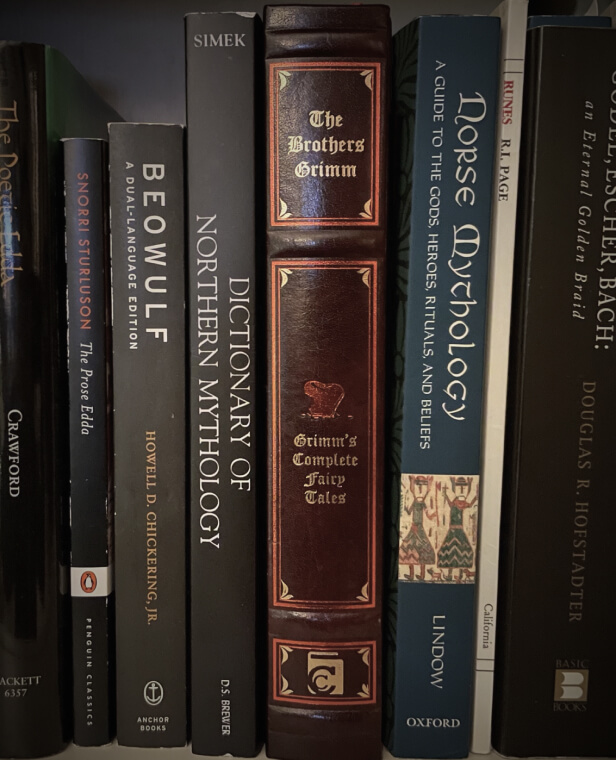 The Poetic Edda
CRAWFORD
ACKETT
6357
SNORRI STURLUSON The Prose Edda
PENGUIN CLASSICS
BEOWULF
A DUAL-LANGUAGE EDITION
HOWELL D. CHICKERING, JR.
ANCHOR
BOOKS
SIMEK
DICTIONARY OF
NORTHERN MYTHOLOGY
D.S. BREWER
The
Brothers
Grimm
Grimm's
Complete
Fairy
Tales
Norse Mythology
A GUIDE TO THE GODS, HEROES, RITUALS, AND BELIEFS
LINDOW
OXFORD
RUNES R.I. PAGE
California
ESCHER, BACH:
an Eternal Golden Braid
DOUGLAS R. HOFSTADTER
BASIC
B
BOOKS